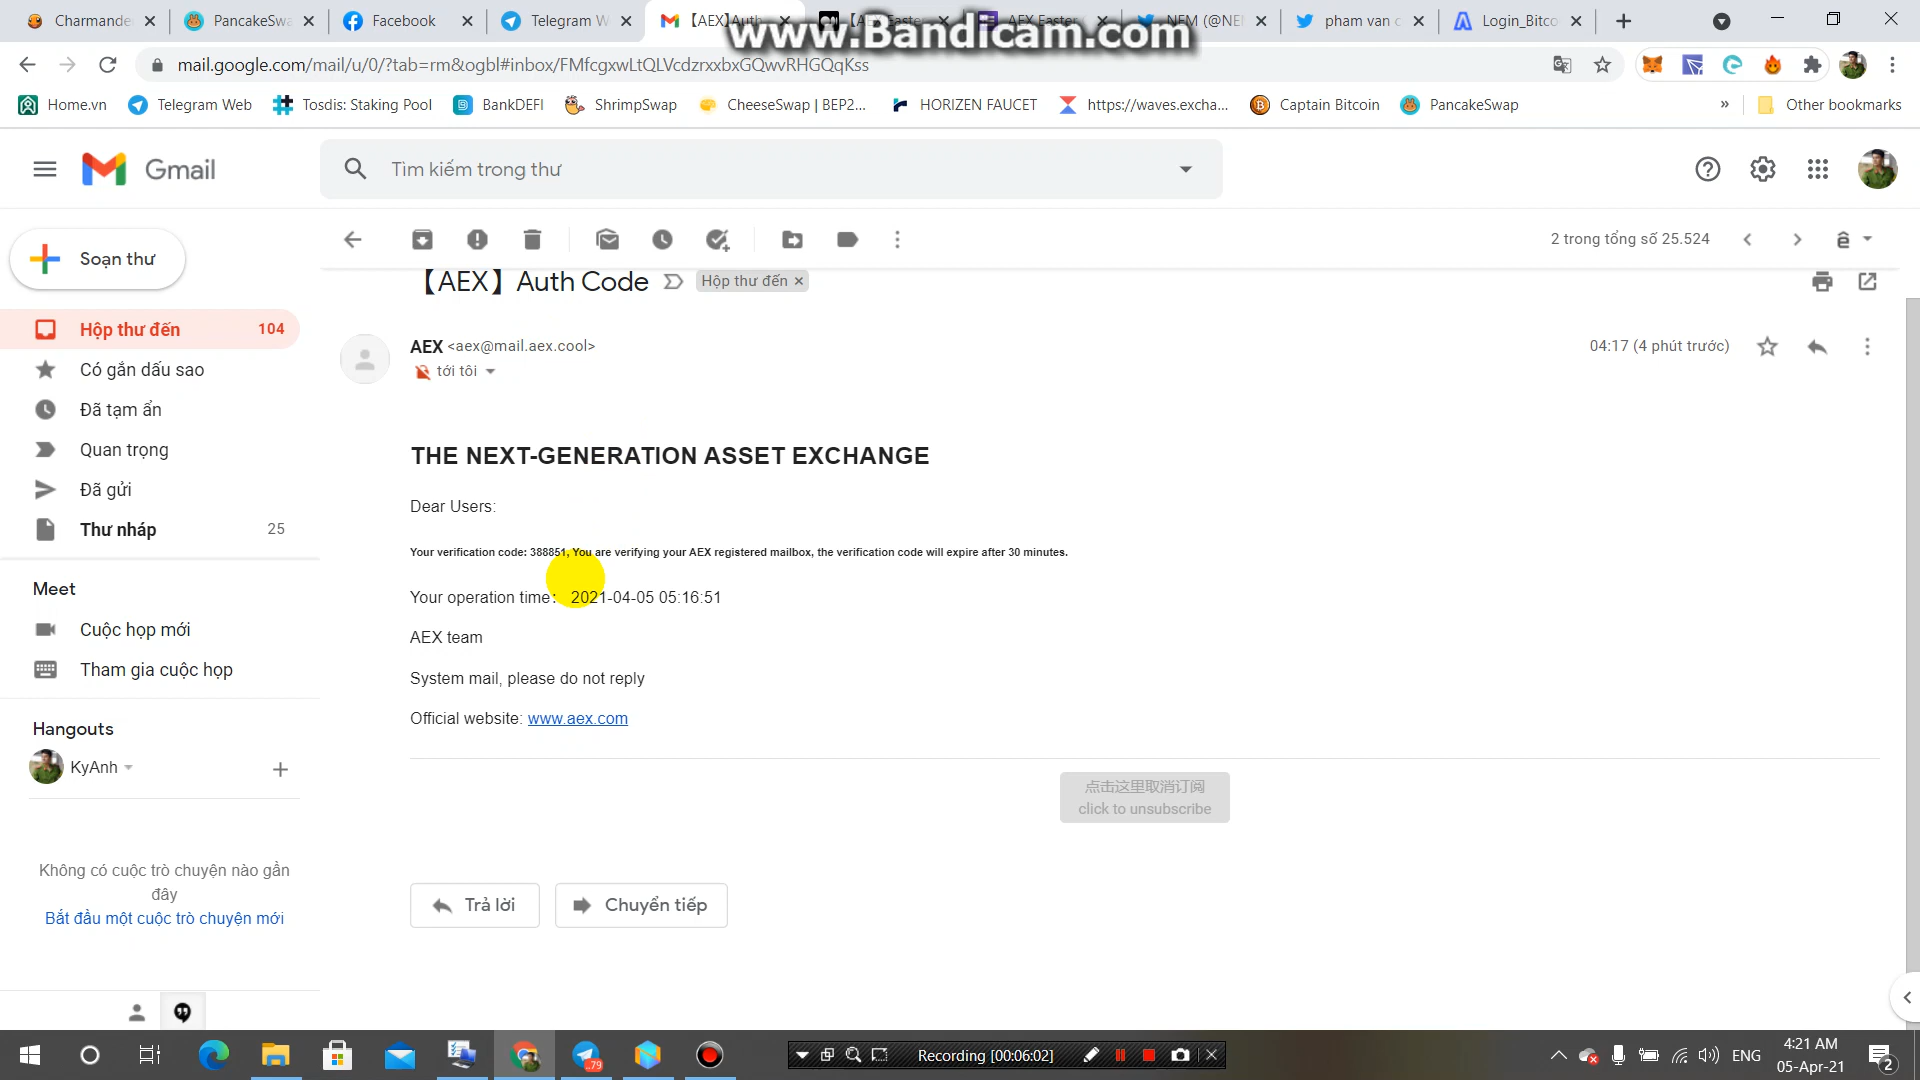 Charmande
PancakeSwa
Facebook
Telegram W
【AEX】Auth
【AEX Easter
AEX Easter
NEM (@NE
pham van c
Login_Bitco
www.Bandicam.com
mail.google.com/mail/u/0/?tab=rm&ogbl#inbox/FMfcgxwLtQLVcdzrxxbxGQwvRHGQqKss
Home.vn
Telegram Web
Tosdis: Staking Pool
BankDEFI
ShrimpSwap
CheeseSwap | BEP2...
HORIZEN FAUCET
https://waves.excha...
Captain Bitcoin
PancakeSwap
»
Other bookmarks
Gmail
Tìm kiếm trong thư
Soạn thư
2 trong tổng số 25.524
【AEX】Auth Code
Hộp thư đến ×
Hộp thư đến 104
Có gắn dấu sao
Đã tạm ẩn
Quan trọng
Đã gửi
Thư nháp 25
AEX <aex@mail.aex.cool>
04:17 (4 phút trước)
tới tôi
THE NEXT-GENERATION ASSET EXCHANGE
Dear Users:
Your verification code: 388851, You are verifying your AEX registered mailbox, the verification code will expire after 30 minutes.
Your operation time： 2021-04-05 05:16:51
AEX team
System mail, please do not reply
Official website: www.aex.com
点击这里取消订阅
click to unsubscribe
Trả lời
Chuyển tiếp
Meet
Cuộc họp mới
Tham gia cuộc họp
Hangouts
KyAnh
Không có cuộc trò chuyện nào gần
đây
Bắt đầu một cuộc trò chuyện mới
..79
Recording [00:06:02]
ENG
4:21 AM
05-Apr-21
2